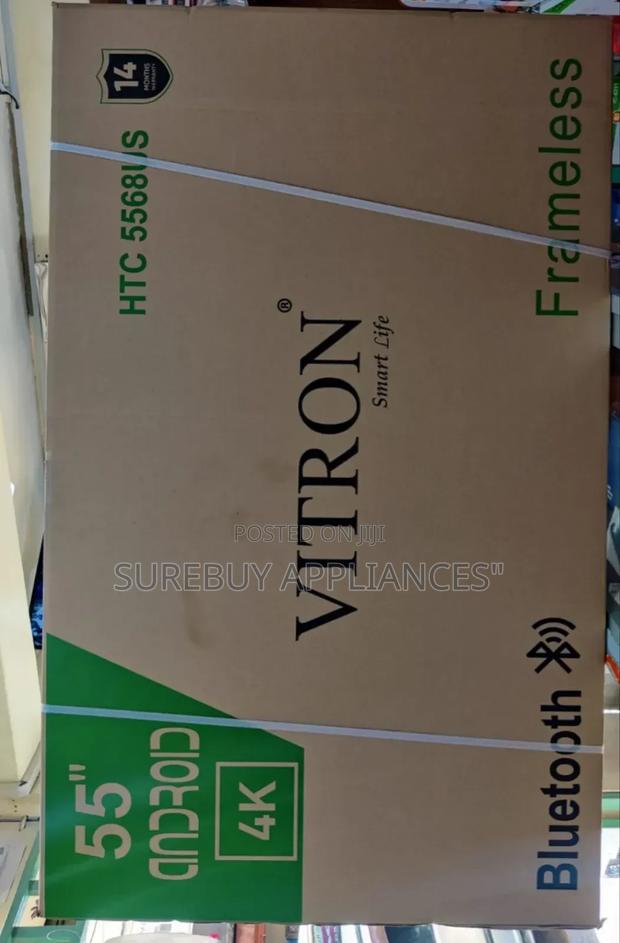 14
MONTHS
WARRANTY
HTC 5568US
Frameless
VITRON®
Smart Life
POSTED ON JIJI
SUREBUY APPLIANCES"
55"
ANDROID
4K
Bluetooth